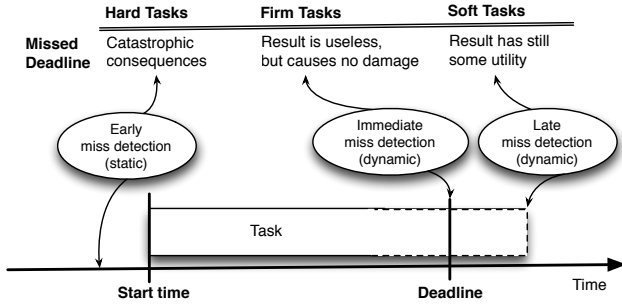 Hard Tasks Firm Tasks Soft Tasks
Missed Catastrophic Result is useless, Result has still
Deadline consequences but causes no damage some utility
Early
miss detection
(static)
Immediate
miss detection
(dynamic)
Late
miss detection
(dynamic)
Task
Start time Deadline Time